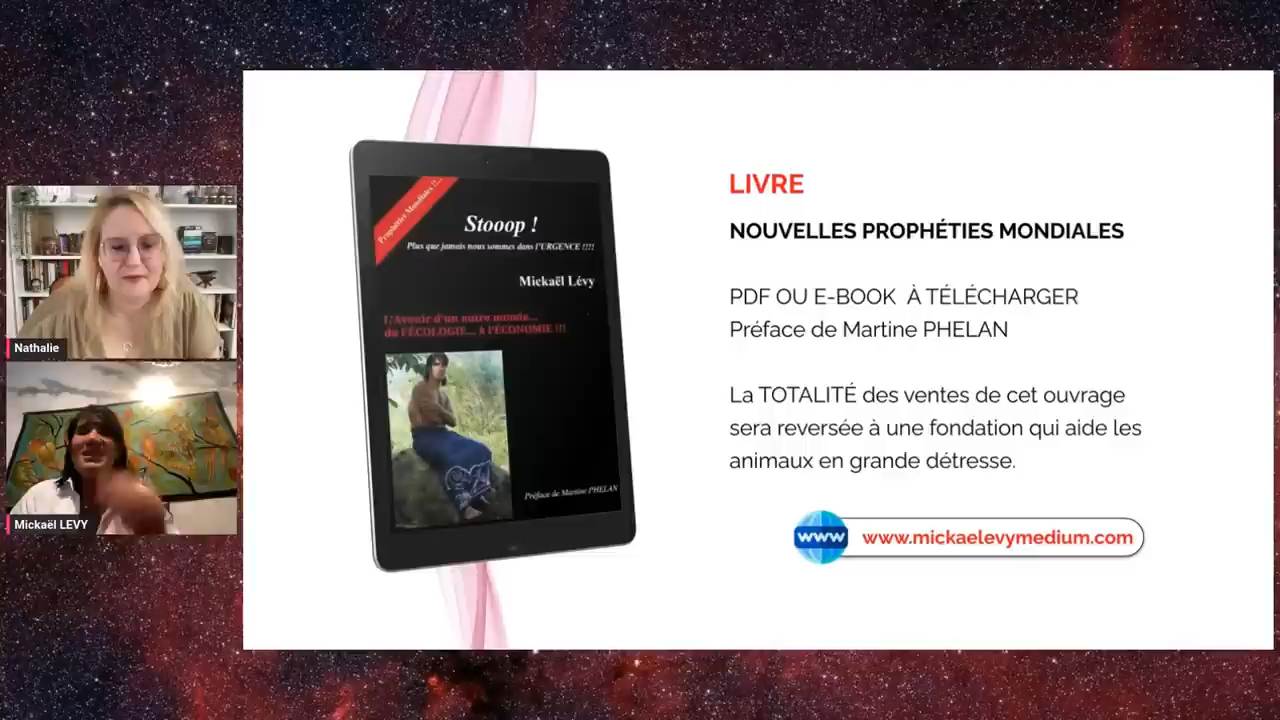 Nathalie
Mickaël LEVY
Prophéties Mondiales !!...
Stooop !
Plus que jamais nous sommes dans l'URGENCE !!!!
Mickaël Lévy
L'Avenir d'un autre monde...
de l'ÉCOLOGIE... à l'ÉCONOMIE !!!
Préface de Martine PHELAN
LIVRE
NOUVELLES PROPHÉTIES MONDIALES
PDF OU E-BOOK À TÉLÉCHARGER
Préface de Martine PHELAN
La TOTALITÉ des ventes de cet ouvrage
sera reversée à une fondation qui aide les
animaux en grande détresse.
www
www.mickaelevymedium.com